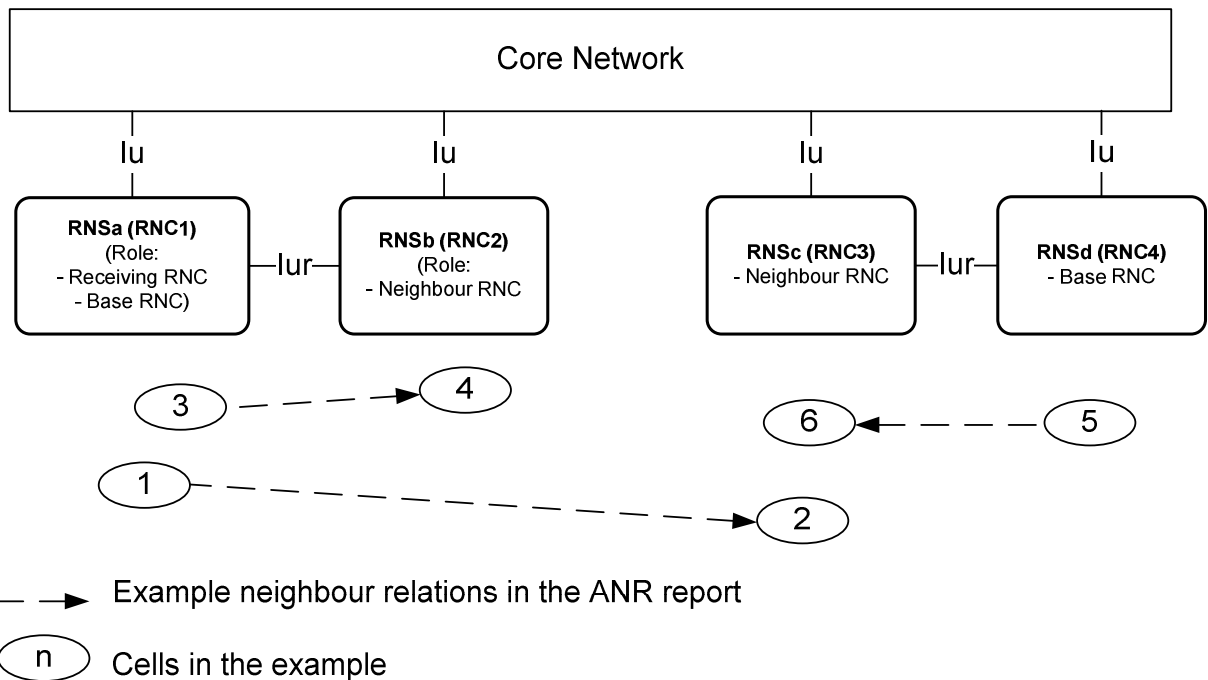 Core Network
Iu
Iu
Iu
Iu
RNSa (RNC1)
(Role:
- Receiving RNC
- Base RNC)
Iur
RNSb (RNC2)
(Role:
- Neighbour RNC
RNSc (RNC3)
- Neighbour RNC
Iur
RNSd (RNC4)
- Base RNC
3
4
6
5
1
2
Example neighbour relations in the ANR report
n
Cells in the example